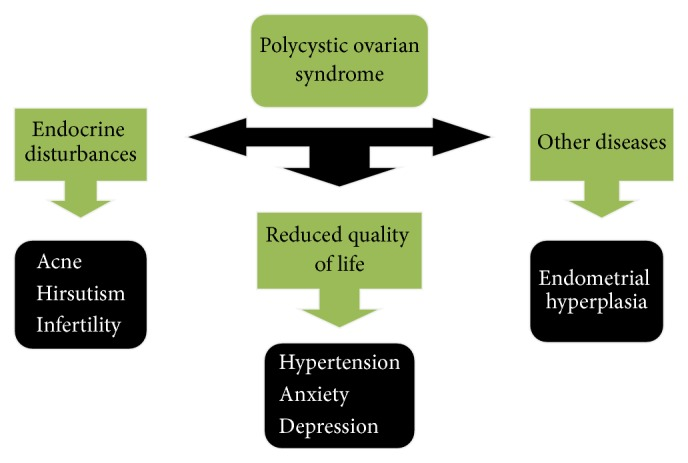 Polycystic ovarian
syndrome
Endocrine
disturbances
Acne
Hirsutism
Infertility
Reduced quality
of life
Hypertension
Anxiety
Depression
Other diseases
Endometrial
hyperplasia